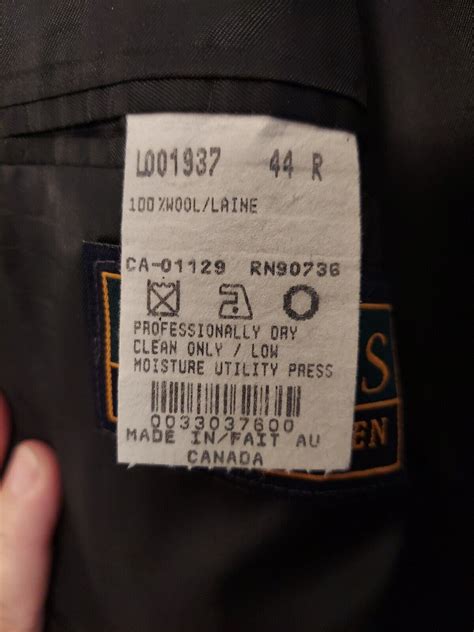 L001937 44 R
100%WOOL/LAINE
CA-01129 RN90736
PROFESSIONALLY DRY
CLEAN ONLY / LOW
MOISTURE UTILITY PRESS
0033037600
MADE IN/FAIT AU
CANADA
S
EN